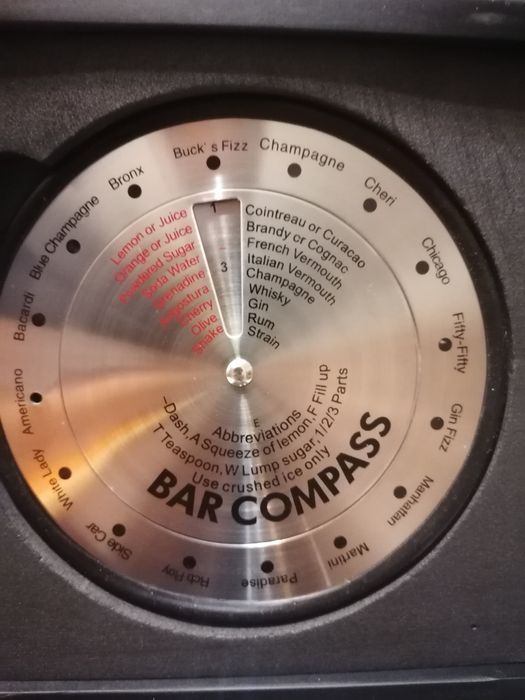 Buck's Fizz
Champagne
Cheri
Chicago
Fifty-Fifty
Gin Fizz
Manhattan
Martini
Paradise
Rob Roy
Side Car
White Lady
Americano
Bacardi
Blue Champagne
Bronx
Lemon or Juice
Orange or Juice
Powdered Sugar
Soda Water
Grenadine
Angostura
Cherry
Olive
Shake
1
3
Cointreau or Curacao
Brandy or Cognac
French Vermouth
Italian Vermouth
Champagne
Whisky
Gin
Rum
Strain
E
Abbreviations
–Dash, A Squeeze of lemon, F Fill up
T Teaspoon, W Lump sugar, 1/2/3 Parts
Use crushed ice only
BAR COMPASS